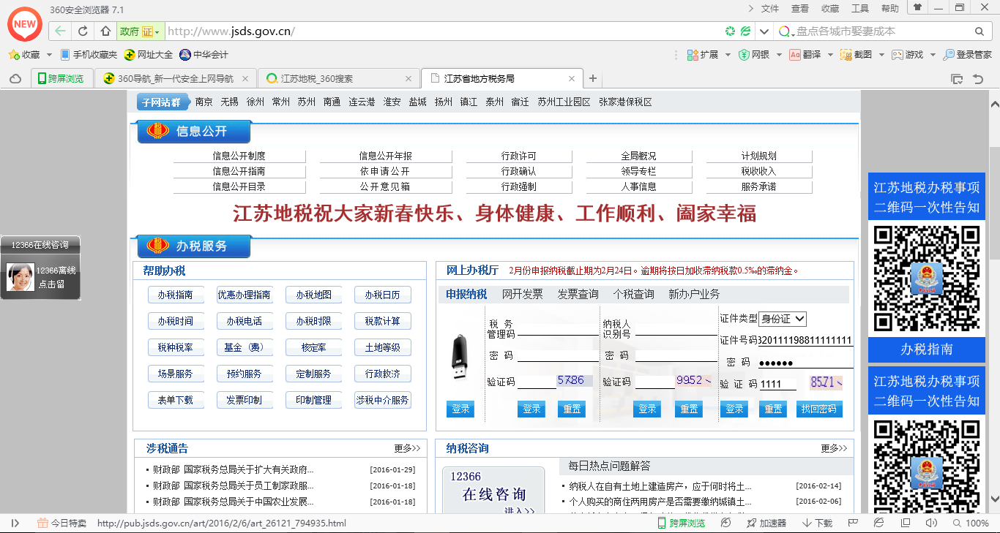 360安全浏览器 7.1
文件 查看 收藏 工具 帮助
NEW
政府 证 http://www.jsds.gov.cn/ 盘点各城市娶妻成本
收藏 手机收藏夹 网址大全 中华会计 扩展 网银 翻译 截图 游戏 登录管家
跨屏浏览 360导航_新一代安全上网导航 江苏地税_360搜索 江苏省地方税务局
子网站群 南京 无锡 徐州 常州 苏州 南通 连云港 淮安 盐城 扬州 镇江 泰州 宿迁 苏州工业园区 张家港保税区
信息公开
信息公开制度 信息公开年报 行政许可 全局概况 计划规划
信息公开指南 依申请公开 行政确认 领导专栏 税收收入
信息公开目录 公开意见箱 行政强制 人事信息 服务承诺
江苏地税祝大家新春快乐、身体健康、工作顺利、阖家幸福
办税服务
帮助办税
办税指南 优惠办理指南 办税地图 办税日历
办税时间 办税电话 办税时限 税款计算
税种税率 基金（费） 核定率 土地等级
场景服务 预约服务 定制服务 行政救济
表单下载 发票印制 印制管理 涉税中介服务
网上办税厅 2月份申报纳税截止期为2月24日。逾期将按日加收滞纳税款0.5‰的滞纳金。
申报纳税 网开发票 发票查询 个税查询 新办户业务
税 务
管理码
密 码
验证码 5786
登录 登录 重置
纳税人
识别号
密 码
验证码 9952
登录 重置
证件类型 身份证
证件号码 320111198811111111
密 码 ●●●●●●
验 证 码 1111 8571
登录 重置 找回密码
涉税通告 更多>>
财政部 国家税务总局关于扩大有关政府... [2016-01-29]
财政部 国家税务总局关于员工制家政服... [2016-01-18]
财政部 国家税务总局关于中国农业发展... [2016-01-18]
纳税咨询 更多>>
12366
在线咨询
进入>>
每日热点问题解答
纳税人在自有土地上建造房产，应于何时将土... [2016-02-14]
个人购买的商住两用房产是否需要缴纳城镇土... [2016-02-06]
12366在线咨询
12366离线
点击留
江苏地税办税事项
二维码一次性告知
办税指南
江苏地税办税事项
二维码一次性告知
今日特卖 http://pub.jsds.gov.cn/art/2016/2/6/art_26121_794935.html 跨屏浏览 加速器 下载 100%